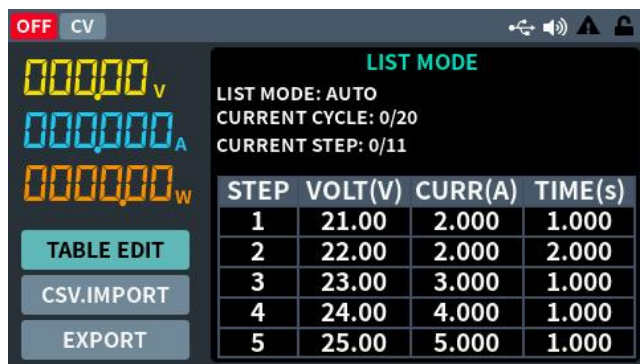 OFF CV
000.00 V
000.000 A
0000.00 W
TABLE EDIT
CSV.IMPORT
EXPORT
LIST MODE
LIST MODE: AUTO
CURRENT CYCLE: 0/20
CURRENT STEP: 0/11
STEP VOLT(V) CURR(A) TIME(s)
1 21.00 2.000 1.000
2 22.00 2.000 2.000
3 23.00 3.000 1.000
4 24.00 4.000 1.000
5 25.00 5.000 1.000